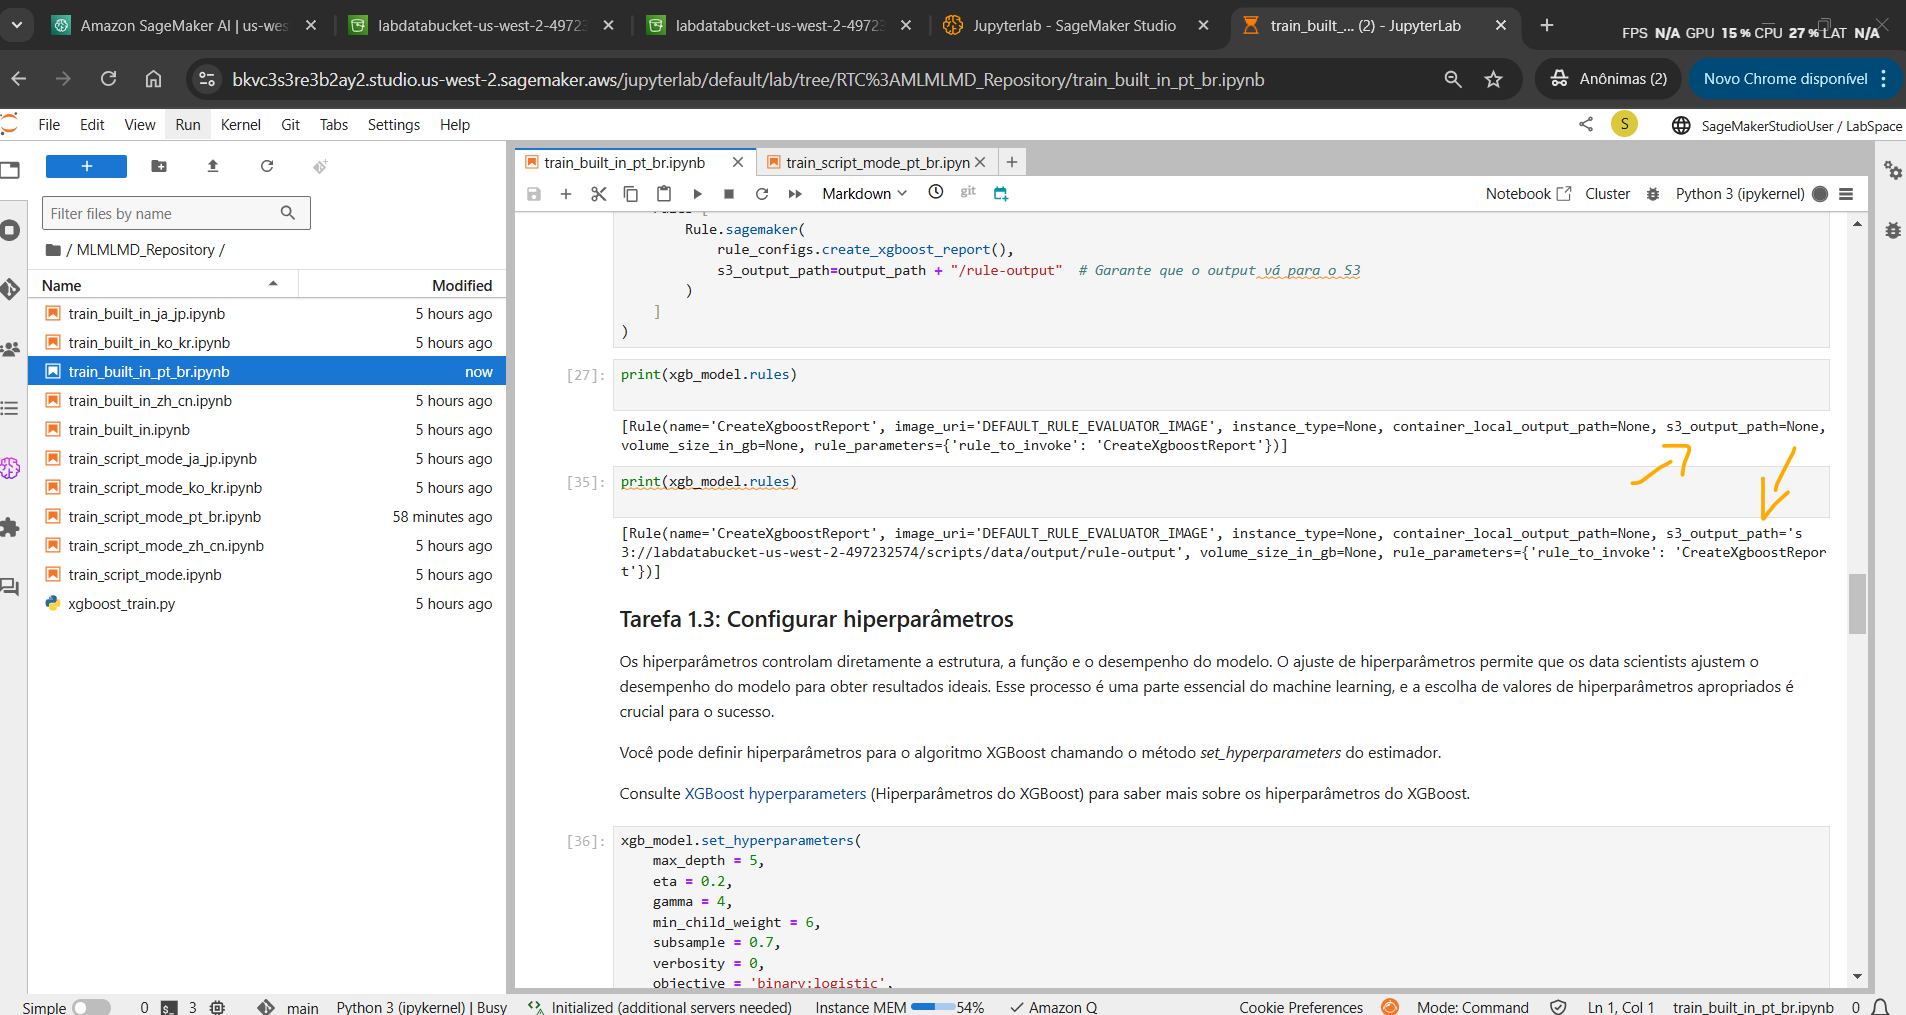 Amazon SageMaker AI | us-wes
labdatabucket-us-west-2-49723
labdatabucket-us-west-2-49723
Jupyterlab - SageMaker Studio
train_built_... (2) - JupyterLab
FPS N/A GPU 15 % CPU 27 % LAT N/A
bkvc3s3re3b2ay2.studio.us-west-2.sagemaker.aws/jupyterlab/default/lab/tree/RTC%3AMLMLMD_Repository/train_built_in_pt_br.ipynb
Anônimas (2)
Novo Chrome disponível
File Edit View Run Kernel Git Tabs Settings Help
S
SageMakerStudioUser / LabSpace
train_built_in_pt_br.ipynb
train_script_mode_pt_br.ipyn
Markdown
git
Notebook
Cluster
Python 3 (ipykernel)
Filter files by name
/ MLMLMD_Repository /
Name Modified
train_built_in_ja_jp.ipynb 5 hours ago
train_built_in_ko_kr.ipynb 5 hours ago
train_built_in_pt_br.ipynb now
train_built_in_zh_cn.ipynb 5 hours ago
train_built_in.ipynb 5 hours ago
train_script_mode_ja_jp.ipynb 5 hours ago
train_script_mode_ko_kr.ipynb 5 hours ago
train_script_mode_pt_br.ipynb 58 minutes ago
train_script_mode_zh_cn.ipynb 5 hours ago
train_script_mode.ipynb 5 hours ago
xgboost_train.py 5 hours ago
Rule.sagemaker(
rule_configs.create_xgboost_report(),
s3_output_path=output_path + "/rule-output"  # Garante que o output vá para o S3
)
]
)
[27]: print(xgb_model.rules)
[Rule(name='CreateXgboostReport', image_uri='DEFAULT_RULE_EVALUATOR_IMAGE', instance_type=None, container_local_output_path=None, s3_output_path=None,
volume_size_in_gb=None, rule_parameters={'rule_to_invoke': 'CreateXgboostReport'})]
[35]: print(xgb_model.rules)
[Rule(name='CreateXgboostReport', image_uri='DEFAULT_RULE_EVALUATOR_IMAGE', instance_type=None, container_local_output_path=None, s3_output_path='s
3://labdatabucket-us-west-2-497232574/scripts/data/output/rule-output', volume_size_in_gb=None, rule_parameters={'rule_to_invoke': 'CreateXgboostRepor
t'})]
Tarefa 1.3: Configurar hiperparâmetros
Os hiperparâmetros controlam diretamente a estrutura, a função e o desempenho do modelo. O ajuste de hiperparâmetros permite que os data scientists ajustem o
desempenho do modelo para obter resultados ideais. Esse processo é uma parte essencial do machine learning, e a escolha de valores de hiperparâmetros apropriados é
crucial para o sucesso.
Você pode definir hiperparâmetros para o algoritmo XGBoost chamando o método set_hyperparameters do estimador.
Consulte XGBoost hyperparameters (Hiperparâmetros do XGBoost) para saber mais sobre os hiperparâmetros do XGBoost.
[36]: xgb_model.set_hyperparameters(
max_depth = 5,
eta = 0.2,
gamma = 4,
min_child_weight = 6,
subsample = 0.7,
verbosity = 0,
objective = 'binary:logistic',
Simple 0 3 main Python 3 (ipykernel) | Busy Initialized (additional servers needed) Instance MEM 54% Amazon Q Cookie Preferences Mode: Command Ln 1, Col 1 train_built_in_pt_br.ipynb 0